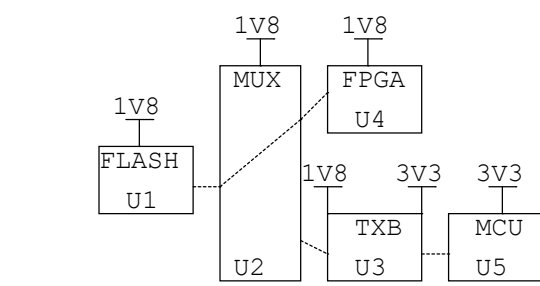 1V8 1V8
MUX FPGA
1V8 U4
FLASH 1V8 3V3 3V3
U1 TXB MCU
U2 U3 U5